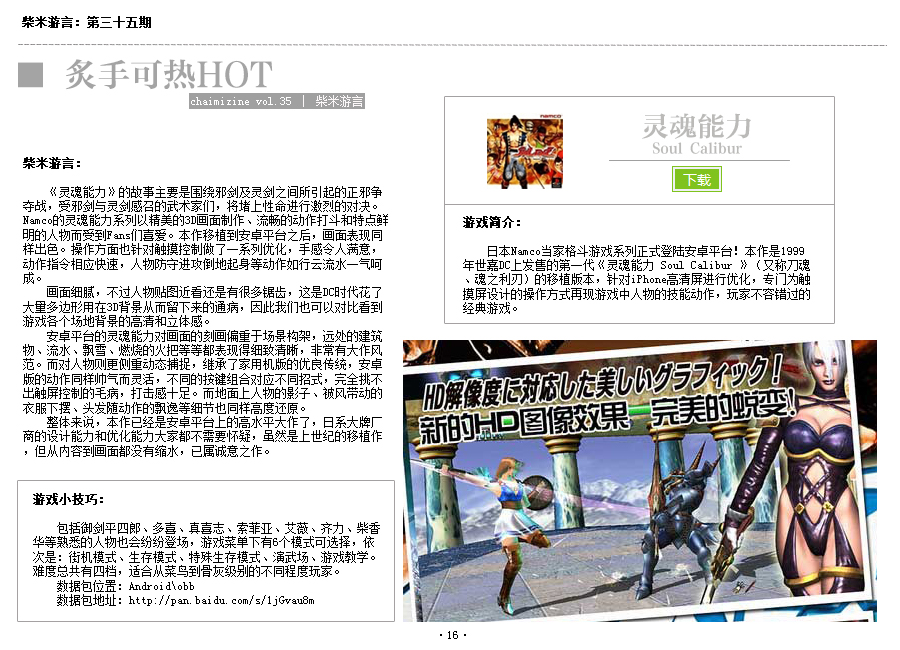 柴米游言：第三十五期
炙手可热HOT
chaimizine vol.35 | 柴米游言
柴米游言：
《灵魂能力》的故事主要是围绕邪剑及灵剑之间所引起的正邪争
夺战，受邪剑与灵剑感召的武术家们，将堵上性命进行激烈的对决。
Namco的灵魂能力系列以精美的3D画面制作、流畅的动作打斗和特点鲜
明的人物而受到Fans们喜爱。本作移植到安卓平台之后，画面表现同
样出色。操作方面也针对触摸控制做了一系列优化，手感令人满意，
动作指令相应快速，人物防守进攻倒地起身等动作如行云流水一气呵
成。
画面细腻，不过人物贴图近看还是有很多锯齿，这是DC时代花了
大量多边形用在3D背景从而留下来的通病，因此我们也可以对比看到
游戏各个场地背景的高清和立体感。
安卓平台的灵魂能力对画面的刻画偏重于场景构架，远处的建筑
物、流水、飘雪、燃烧的火把等等都表现得细致清晰，非常有大作风
范。而对人物则更侧重动态捕捉，继承了家用机版的优良传统，安卓
版的动作同样帅气而灵活，不同的按键组合对应不同招式，完全挑不
出触屏控制的毛病，打击感十足。而地面上人物的影子、被风带动的
衣服下摆、头发随动作的飘逸等细节也同样高度还原。
整体来说，本作已经是安卓平台上的高水平大作了，日系大牌厂
商的设计能力和优化能力大家都不需要怀疑，虽然是上世纪的移植作
，但从内容到画面都没有缩水，已属诚意之作。
游戏小技巧：
包括御剑平四郎、多喜、真喜志、索菲亚、艾薇、齐力、柴香
华等熟悉的人物也会纷纷登场，游戏菜单下有6个模式可选择，依
次是：街机模式、生存模式、特殊生存模式、演武场、游戏教学。
难度总共有四档，适合从菜鸟到骨灰级别的不同程度玩家。
数据包位置：Android\obb
数据包地址：http://pan.baidu.com/s/1jGvau8m
namco
灵魂能力
Soul Calibur
下载
游戏简介：
日本Namco当家格斗游戏系列正式登陆安卓平台！本作是1999
年世嘉DC上发售的第一代《灵魂能力 Soul Calibur 》（又称刀魂
、魂之利刃）的移植版本，针对iPhone高清屏进行优化，专门为触
摸屏设计的操作方式再现游戏中人物的技能动作，玩家不容错过的
经典游戏。
HD解像度に対応した美しいグラフィック！
新的HD图像效果—完美的蜕变！
·16·